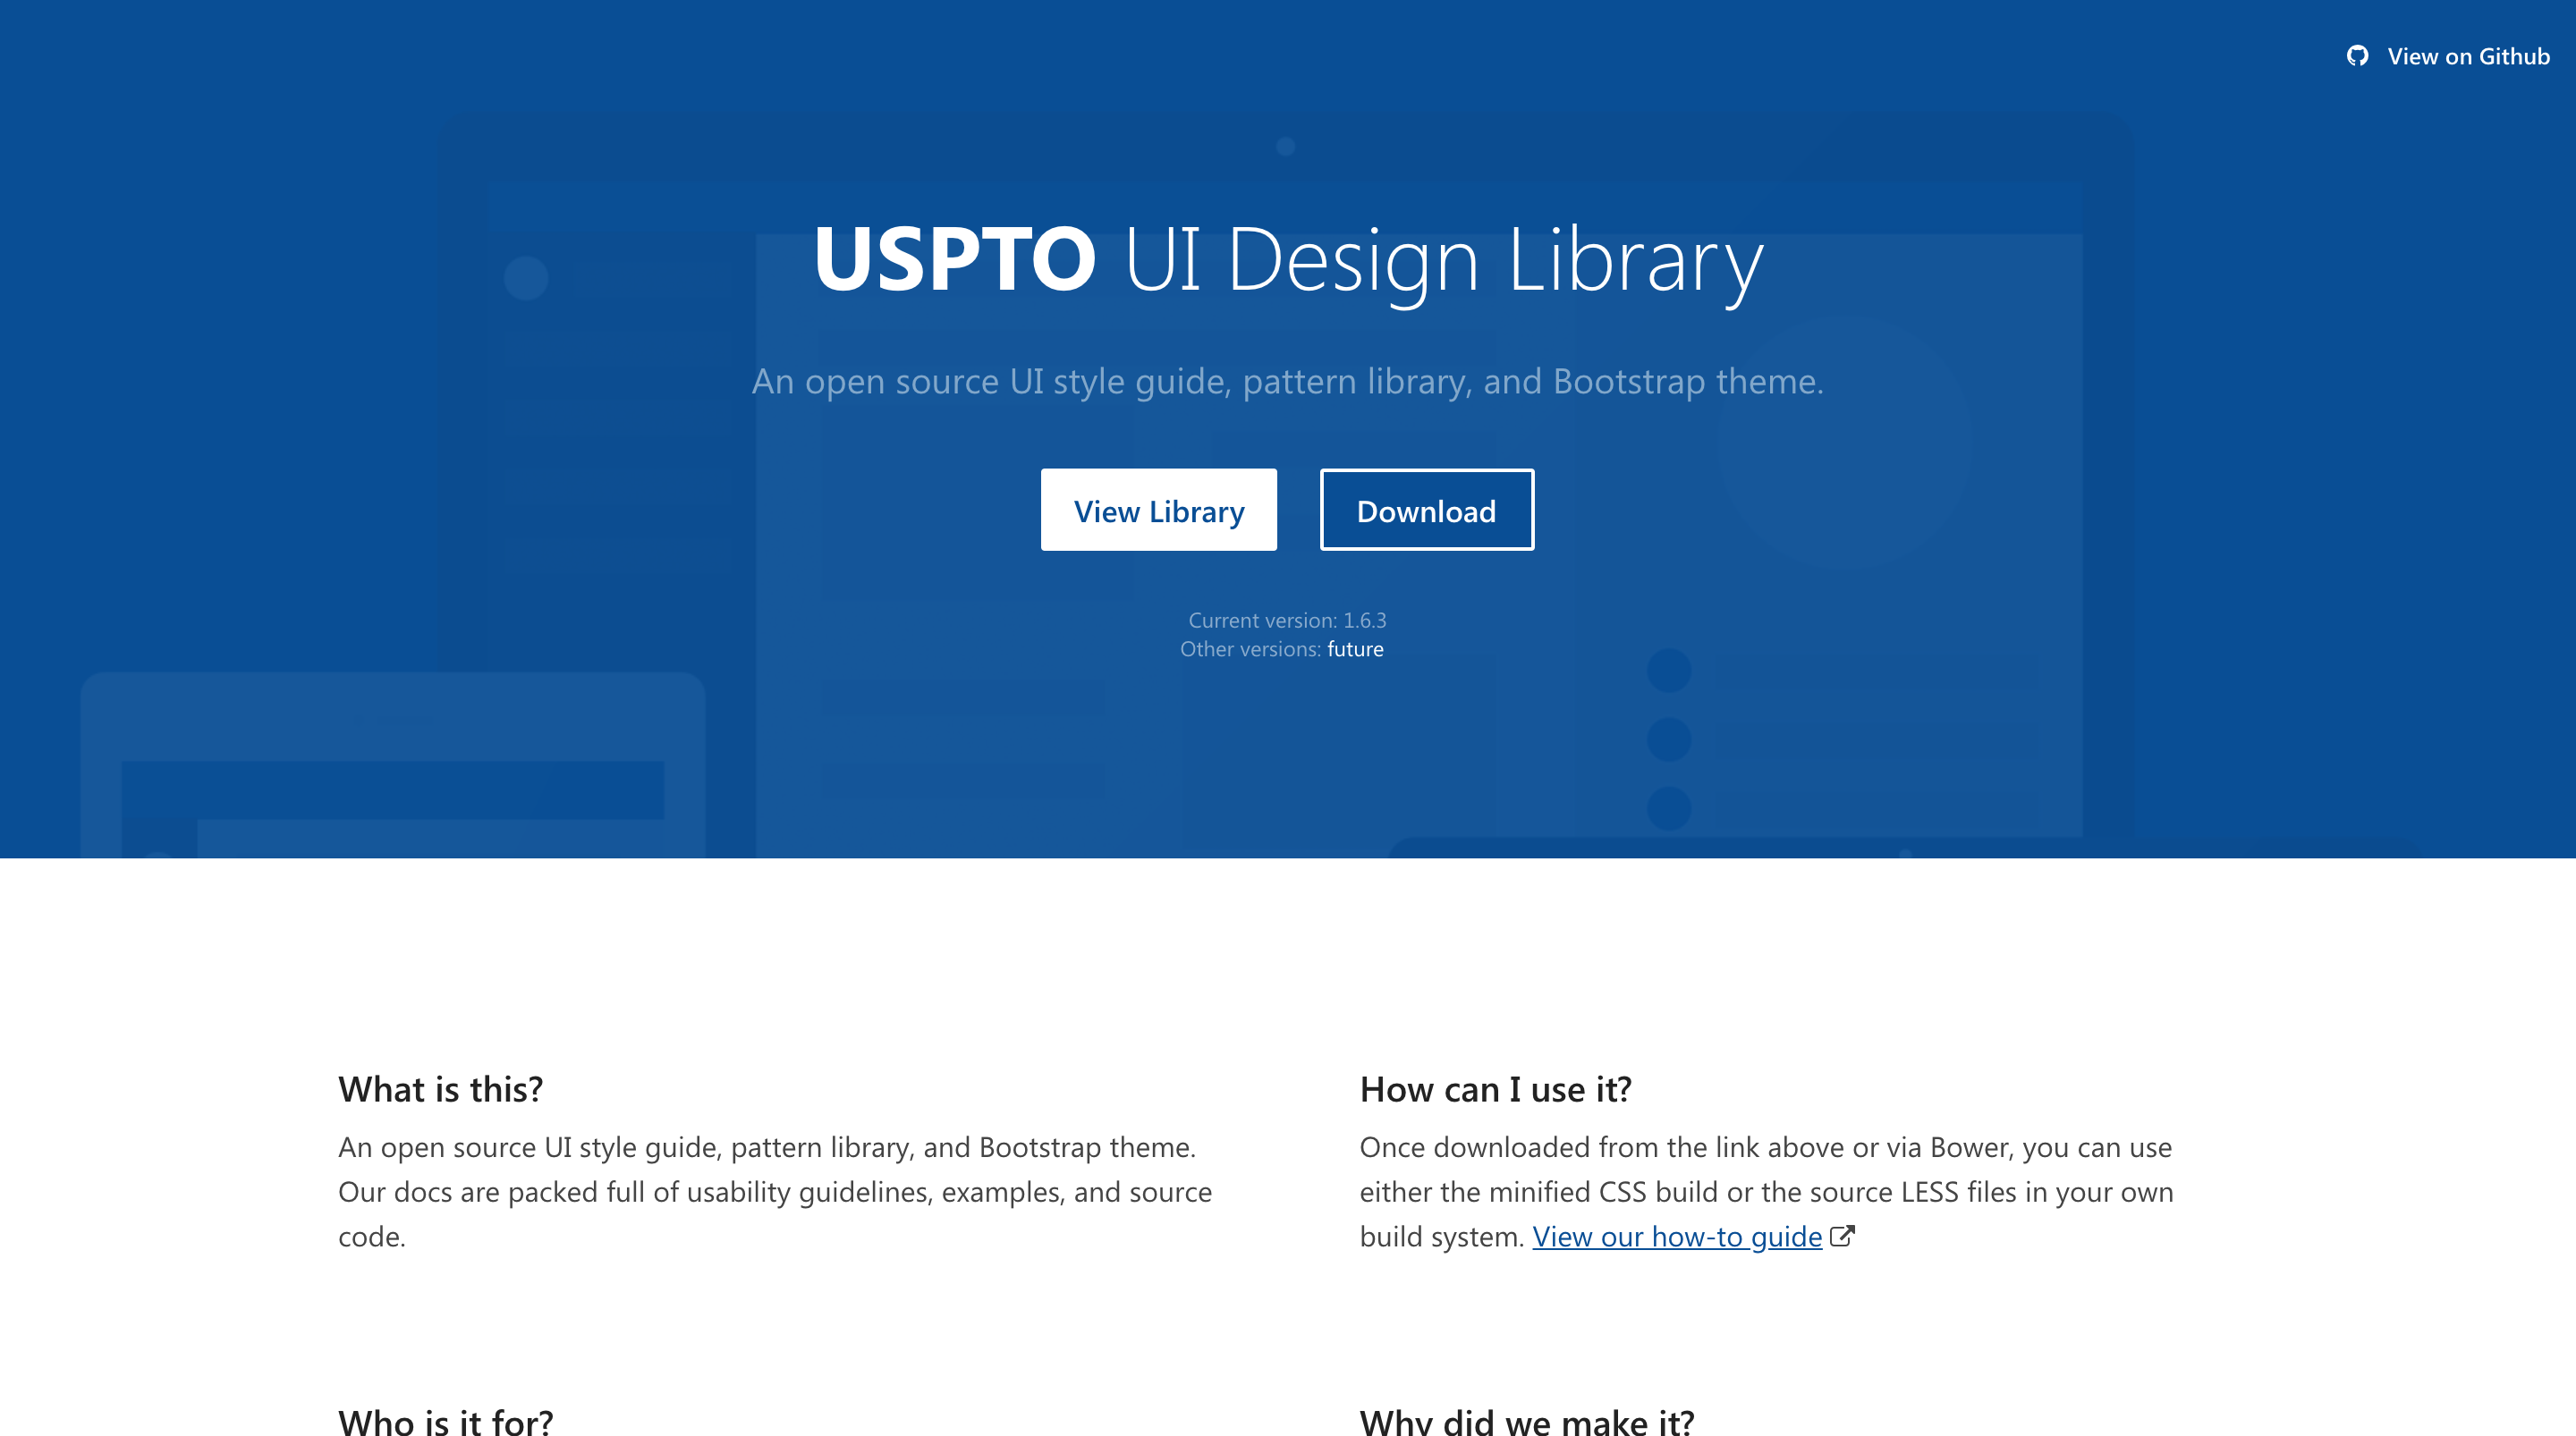 View on Github
USPTO UI Design Library
An open source UI style guide, pattern library, and Bootstrap theme.
View Library
Download
Current version: 1.6.3
Other versions: future
What is this?
An open source UI style guide, pattern library, and Bootstrap theme.
Our docs are packed full of usability guidelines, examples, and source
code.
How can I use it?
Once downloaded from the link above or via Bower, you can use
either the minified CSS build or the source LESS files in your own
build system. View our how-to guide
Who is it for?
Why did we make it?